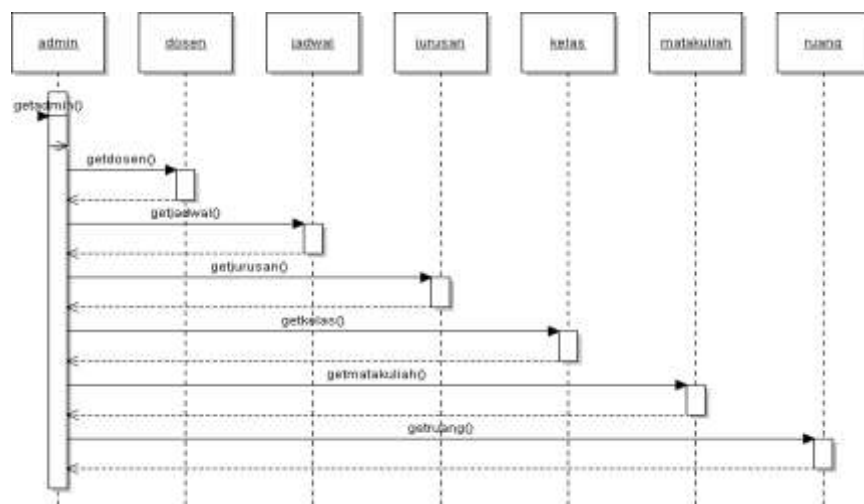 admin
dosen
jadwal
jurusan
kelas
matakuliah
ruang
getadmin()
getdosen()
getjadwal()
getjurusan()
getkelas()
getmatakuliah()
getruang()